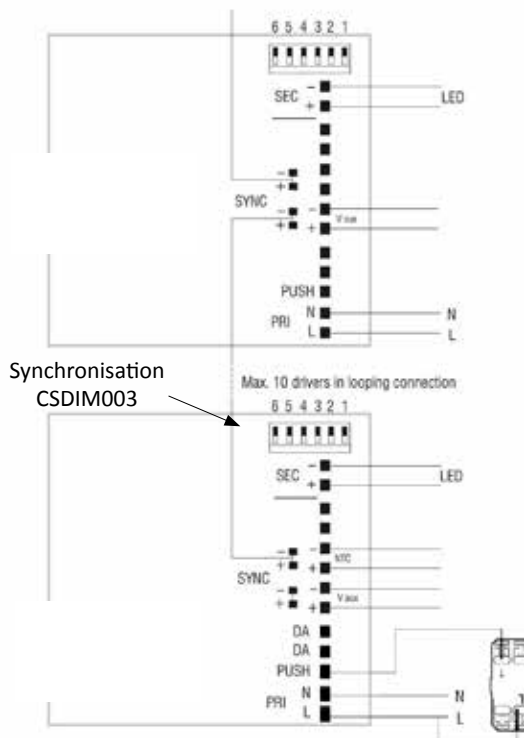 6 5 4 3 2 1
SEC - LED
+
-
+
SYNC
-
+
- V aux
+
PUSH
N N
PRI
L L
Synchronisation
CSDIM003
Max. 10 drivers in looping connection
6 5 4 3 2 1
- LED
SEC
+
-
+
- NTC
+
SYNC
-
+
- V aux
+
DA
DA
PUSH
N N
PRI
L L
L